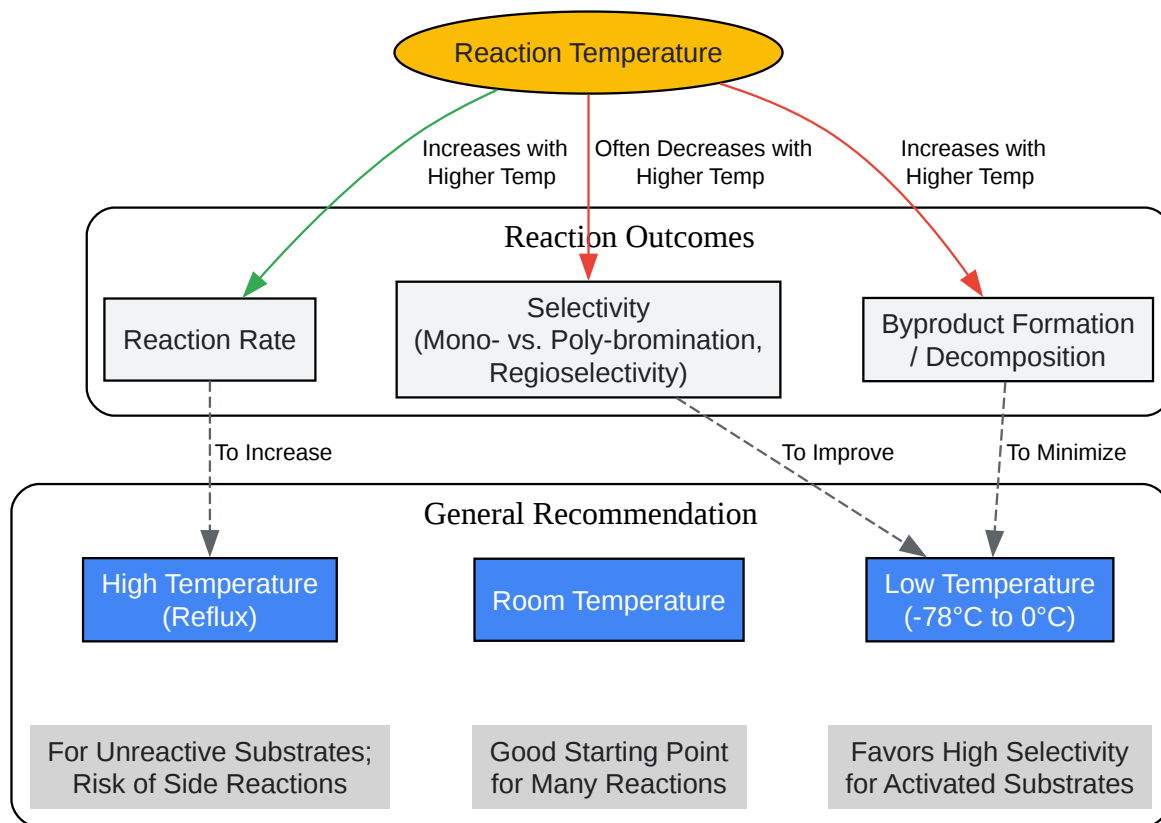 Reaction Temperature
Increases with
Higher Temp
Often Decreases with
Higher Temp
Increases with
Higher Temp
Reaction Outcomes
Reaction Rate
Selectivity
(Mono- vs. Poly-bromination,
Regioselectivity)
Byproduct Formation
/ Decomposition
To Increase
To Improve
To Minimize
General Recommendation
High Temperature
(Reflux)
Room Temperature
Low Temperature
(-78°C to 0°C)
For Unreactive Substrates;
Risk of Side Reactions
Good Starting Point
for Many Reactions
Favors High Selectivity
for Activated Substrates